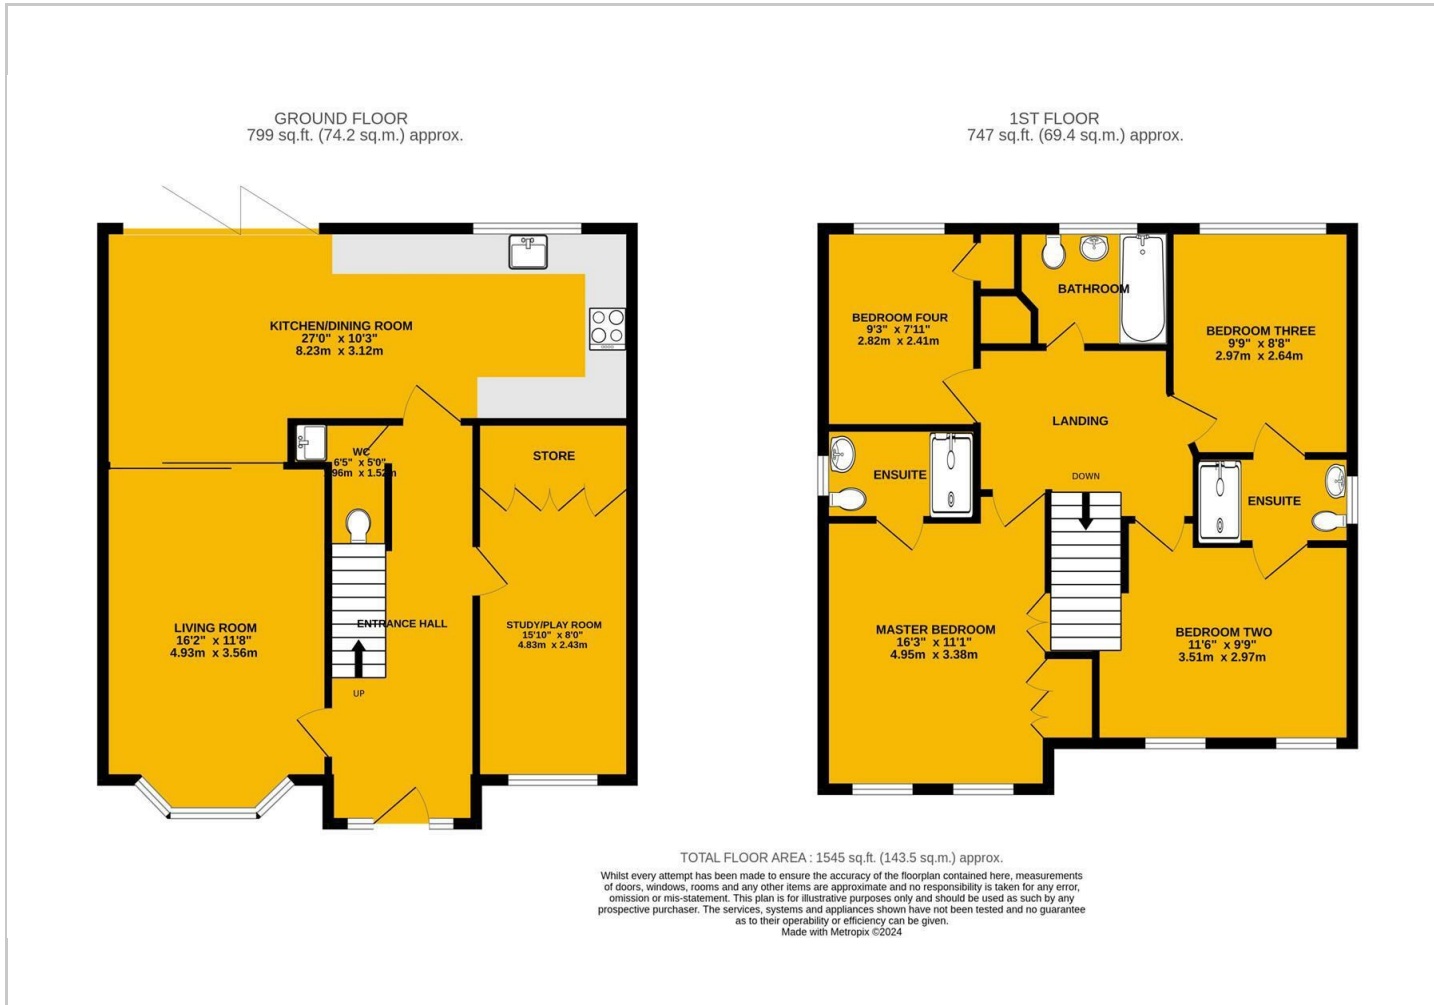 GROUND FLOOR
799 sq.ft. (74.2 sq.m.) approx.
1ST FLOOR
747 sq.ft. (69.4 sq.m.) approx.
KITCHEN/DINING ROOM
27'0" x 10'3"
8.23m x 3.12m
WC
6'5" x 5'0"
96m x 1.52m
STORE
LIVING ROOM
16'2" x 11'8"
4.93m x 3.56m
ENTRANCE HALL
UP
STUDY/PLAY ROOM
15'10" x 8'0"
4.83m x 2.43m
BEDROOM FOUR
9'3" x 7'11"
2.82m x 2.41m
BATHROOM
BEDROOM THREE
9'9" x 8'8"
2.97m x 2.64m
LANDING
DOWN
ENSUITE
ENSUITE
MASTER BEDROOM
16'3" x 11'1"
4.95m x 3.38m
BEDROOM TWO
11'6" x 9'9"
3.51m x 2.97m
TOTAL FLOOR AREA : 1545 sq.ft. (143.5 sq.m.) approx.
Whilst every attempt has been made to ensure the accuracy of the floorplan contained here, measurements
of doors, windows, rooms and any other items are approximate and no responsibility is taken for any error,
omission or mis-statement. This plan is for illustrative purposes only and should be used as such by any
prospective purchaser. The services, systems and appliances shown have not been tested and no guarantee
as to their operability or efficiency can be given.
Made with Metropix ©2024